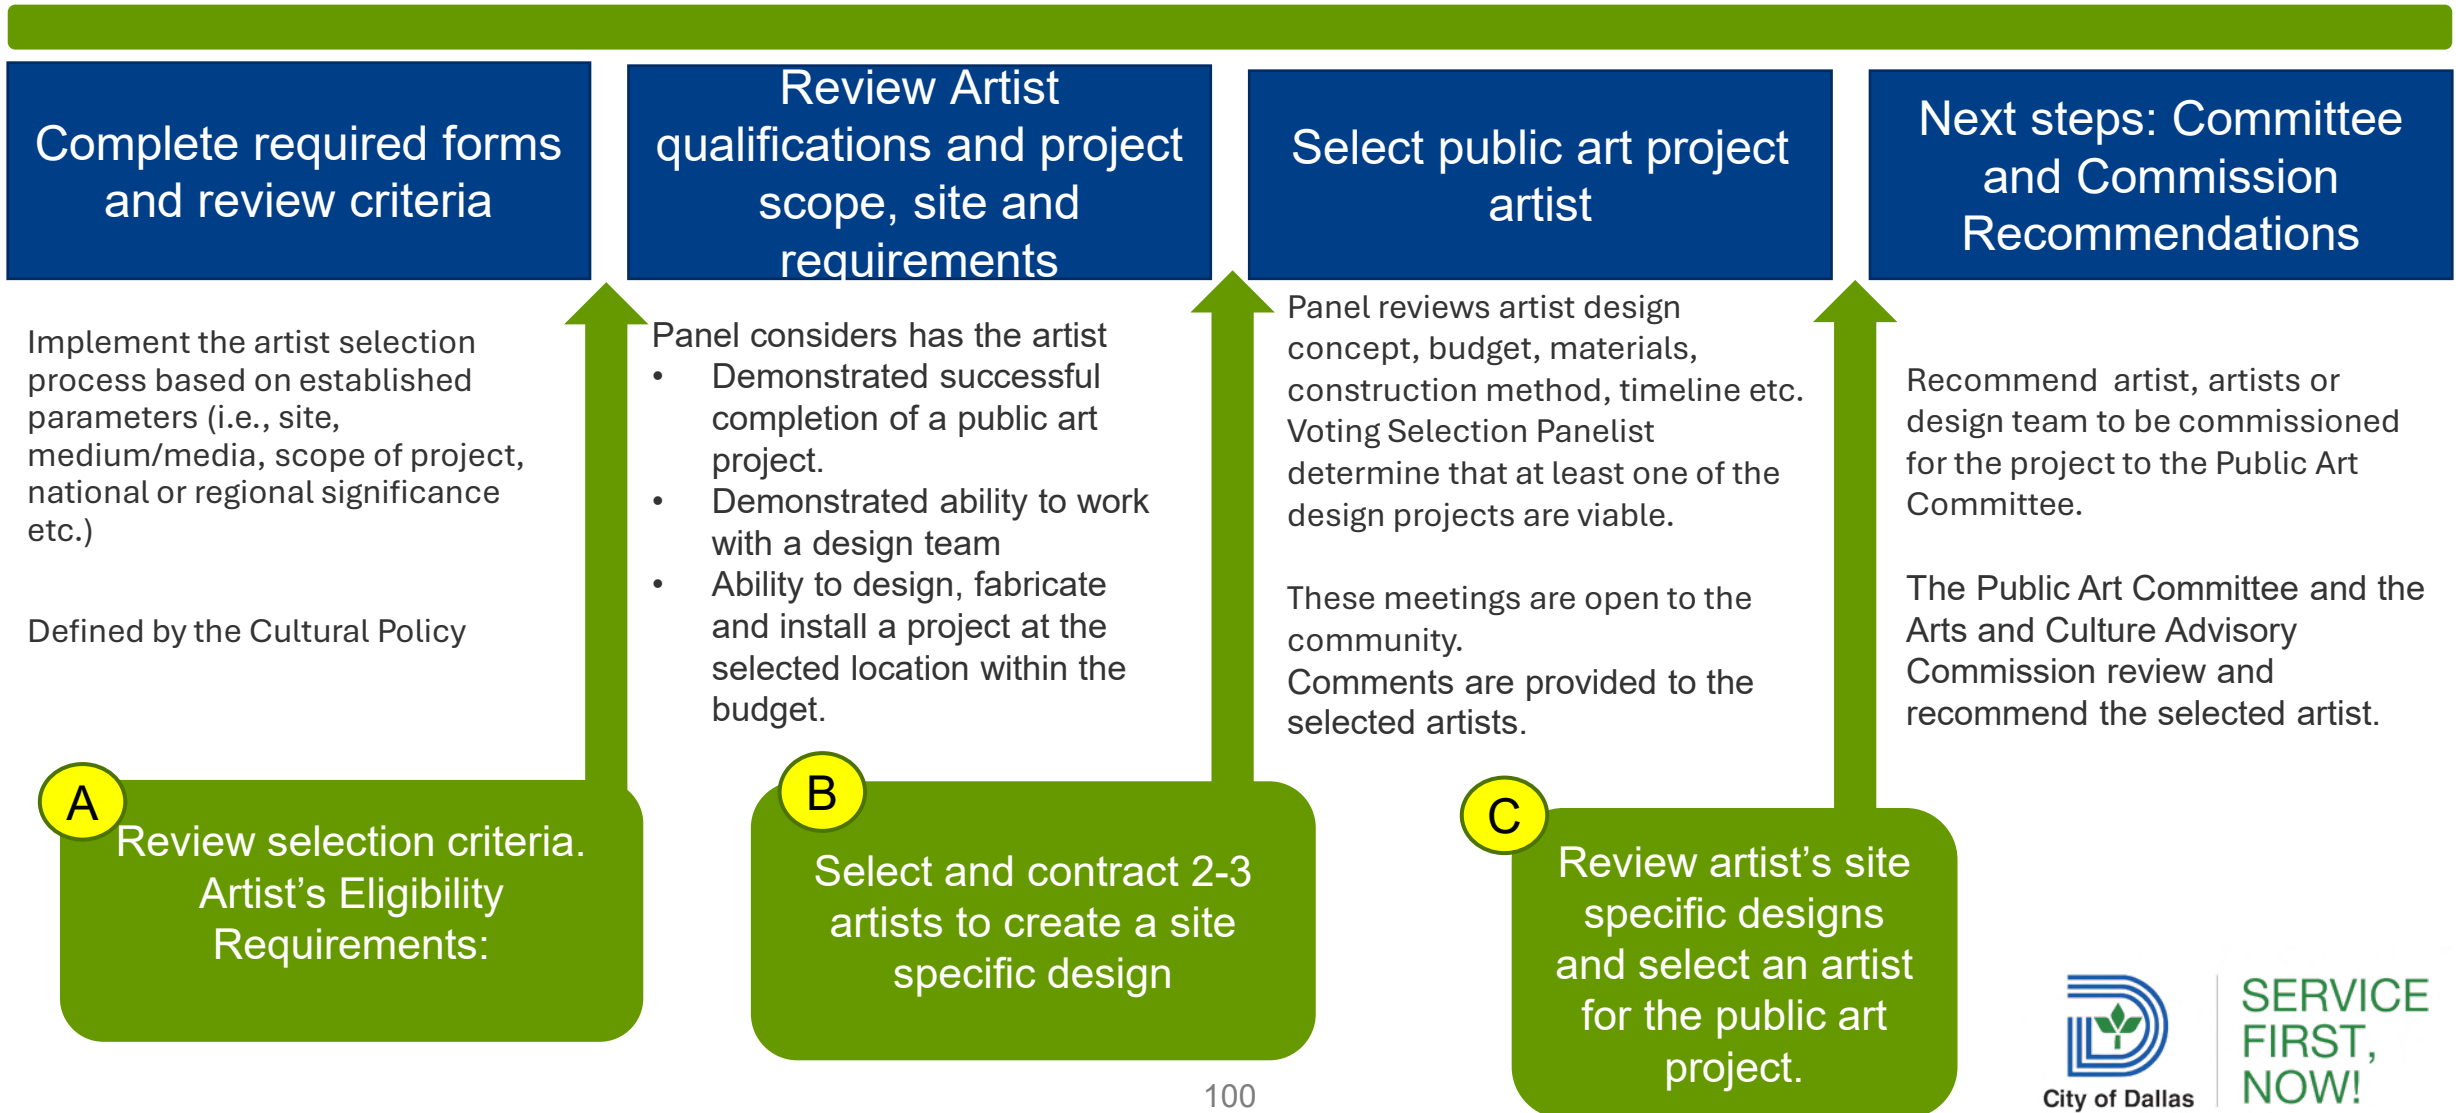 Complete required forms
and review criteria
Review Artist
qualifications and project
scope, site and
requirements
Select public art project
artist
Next steps: Committee
and Commission
Recommendations
Implement the artist selection
process based on established
parameters (i.e., site,
medium/media, scope of project,
national or regional significance
etc.)
Defined by the Cultural Policy
Panel considers has the artist
• Demonstrated successful
completion of a public art
project.
• Demonstrated ability to work
with a design team
• Ability to design, fabricate
and install a project at the
selected location within the
budget.
Panel reviews artist design
concept, budget, materials,
construction method, timeline etc.
Voting Selection Panelist
determine that at least one of the
design projects are viable.
These meetings are open to the
community.
Comments are provided to the
selected artists.
Recommend artist, artists or
design team to be commissioned
for the project to the Public Art
Committee.
The Public Art Committee and the
Arts and Culture Advisory
Commission review and
recommend the selected artist.
A
Review selection criteria.
Artist’s Eligibility
Requirements:
B
Select and contract 2-3
artists to create a site
specific design
C
Review artist’s site
specific designs
and select an artist
for the public art
project.
100
City of Dallas
SERVICE
FIRST,
NOW!